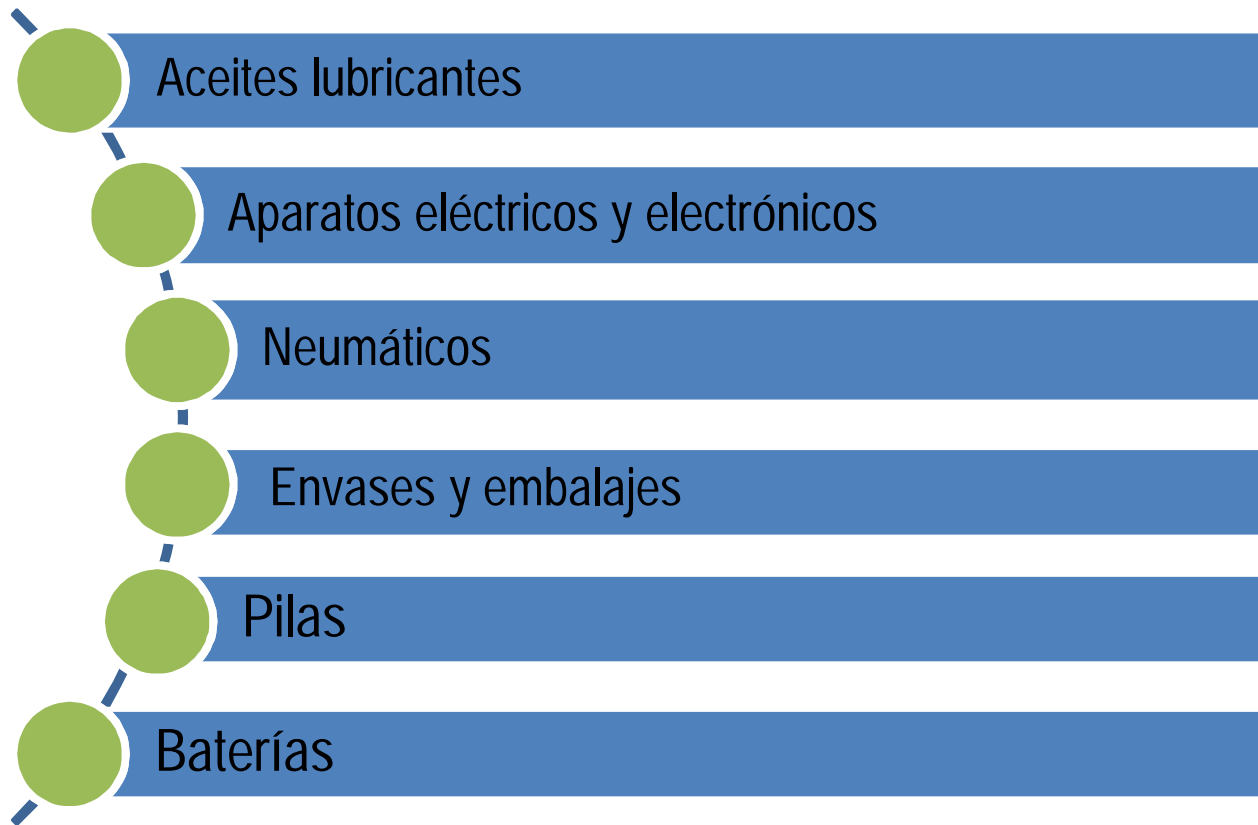 Aceites lubricantes
Aparatos eléctricos y electrónicos
Neumáticos
Envases y embalajes
Pilas
Baterías